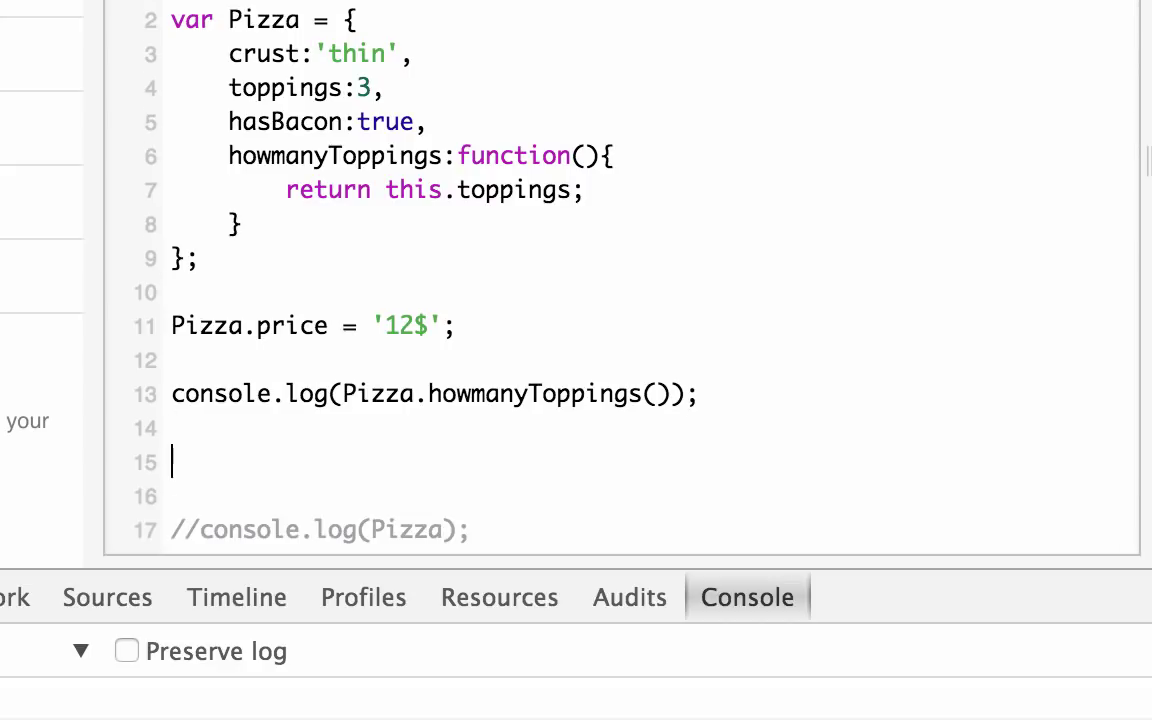 2 var Pizza = {
3 crust:'thin',
4 toppings:3,
5 hasBacon:true,
6 howmanyToppings:function(){
7 return this.toppings;
8 }
9 };
10
11 Pizza.price = '12$';
12
13 console.log(Pizza.howmanyToppings());
14
your
15
16
17 //console.log(Pizza);
ork Sources Timeline Profiles Resources Audits Console
▼ Preserve log